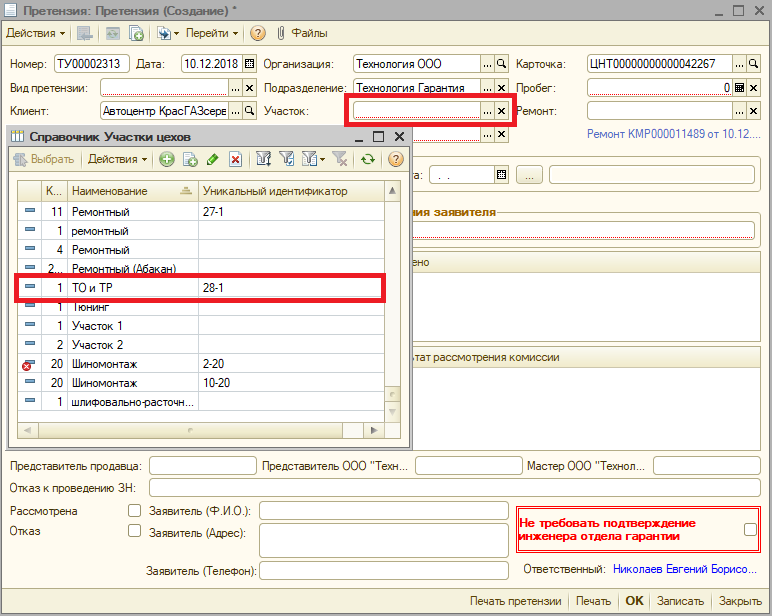 Претензия: Претензия (Создание) *
Действия Перейти ? Файлы
Номер: ТУ00002313 Дата: 10.12.2018 Организация: Технология ООО ... Карточка: ЦНТ00000000000042267 ...
Вид претензии: ... Подразделение: Технология Гарантия ... Пробег: 0
Клиент: Автоцентр КрасГАЗсерв ... Участок: ... Ремонт: ...
... Ремонт КМР000011489 от 10.12....
Справочник Участки цехов
Выбрать Действия ?
а: . . ...
К... Наименование Уникальный идентификатор
ния заявителя
11 Ремонтный 27-1
1 ремонтный
4 Ремонтный
2... Ремонтный (Абакан)
ено
1 ТО и ТР 28-1
1 Тюнинг
1 Участок 1
2 Участок 2
20 Шиномонтаж 2-20
тат рассмотрения комиссии
20 Шиномонтаж 10-20
1 шлифовально-расточн...
Представитель продавца: Представитель ООО "Техн... Мастер ООО "Технол...
Отказ к проведению ЗН:
Рассмотрена Заявитель (Ф.И.О.):
Отказ Заявитель (Адрес):
Не требовать подтверждение
инженера отдела гарантии
Заявитель (Телефон): Ответственный: Николаев Евгений Борисо...
Печать претензии Печать OK Записать Закрыть